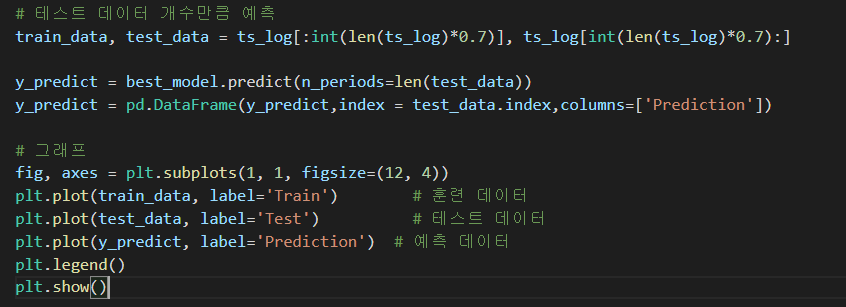 # 테스트 데이터 개수만큼 예측
train_data, test_data = ts_log[:int(len(ts_log)*0.7)], ts_log[int(len(ts_log)*0.7):]
y_predict = best_model.predict(n_periods=len(test_data))
y_predict = pd.DataFrame(y_predict,index = test_data.index,columns=['Prediction'])
# 그래프
fig, axes = plt.subplots(1, 1, figsize=(12, 4))
plt.plot(train_data, label='Train')        # 훈련 데이터
plt.plot(test_data, label='Test')          # 테스트 데이터
plt.plot(y_predict, label='Prediction')  # 예측 데이터
plt.legend()
plt.show()